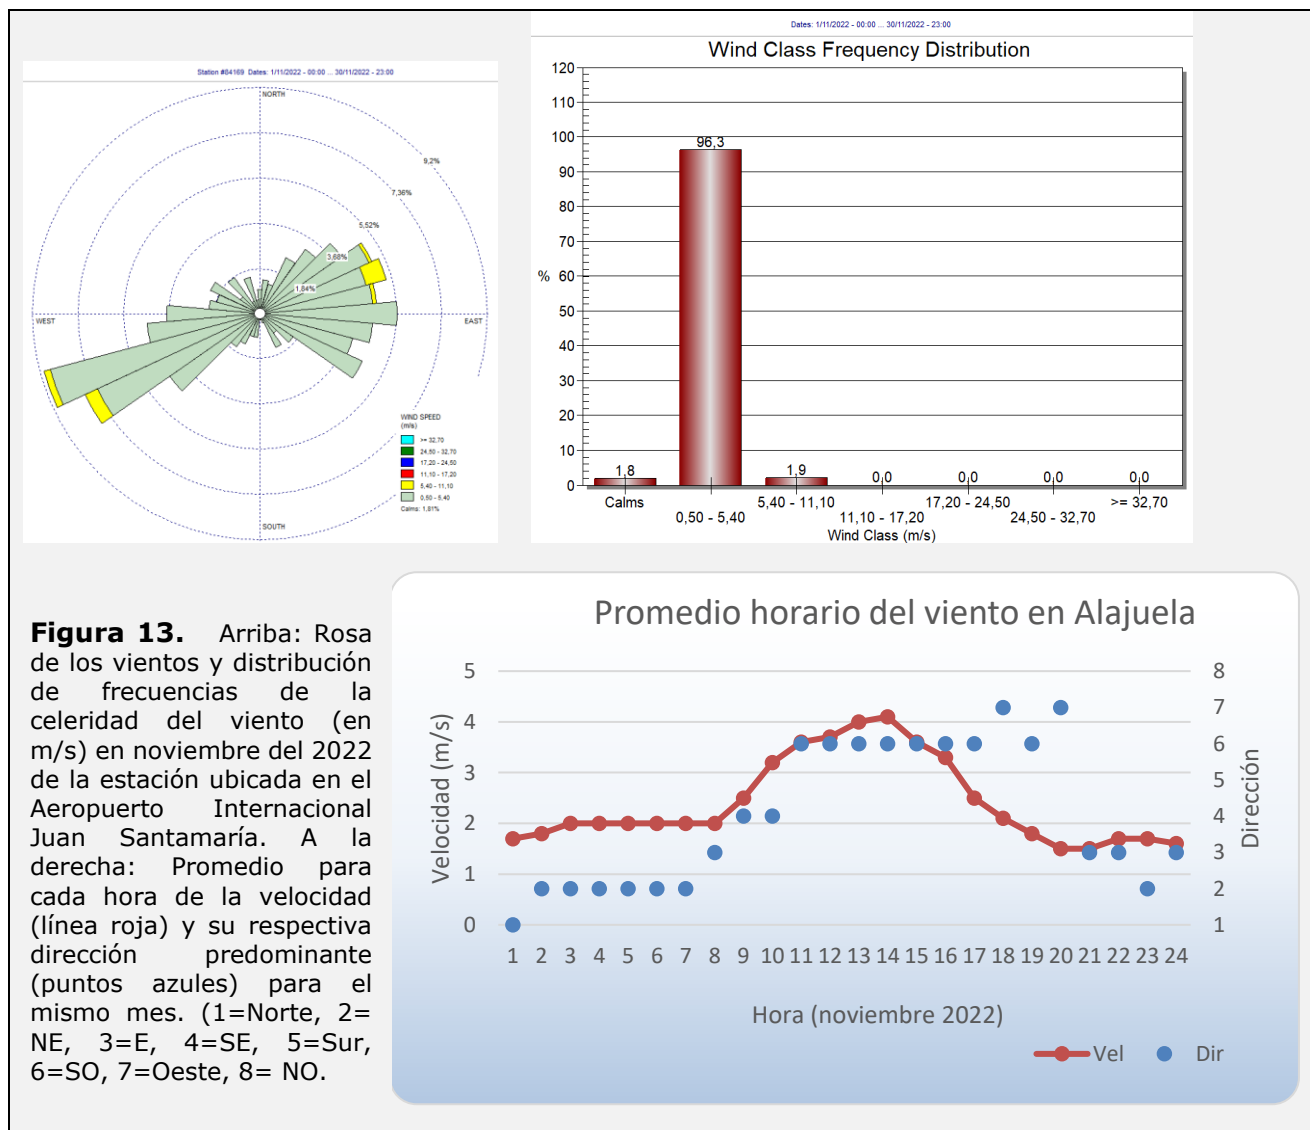 Station #84169 Dates: 1/11/2022 - 00:00 ... 30/11/2022 - 23:00
NORTH
9,2%
7,36%
5,52%
3,68%
1,84%
WEST
EAST
SOUTH
WIND SPEED
(m/s)
>= 32,70
24,50 - 32,70
17,20 - 24,50
11,10 - 17,20
5,40 - 11,10
0,50 - 5,40
Calms: 1,81%
Dates: 1/11/2022 - 00:00 ... 30/11/2022 - 23:00
Wind Class Frequency Distribution
120
110
100
90
80
70
60
50
40
30
20
10
0
%
1,8
96,3
1,9
0,0
0,0
0,0
0,0
Calms
0,50 - 5,40
5,40 - 11,10
11,10 - 17,20
17,20 - 24,50
24,50 - 32,70
>= 32,70
Wind Class (m/s)
Figura 13. Arriba: Rosa
de los vientos y distribución
de frecuencias de la
celeridad del viento (en
m/s) en noviembre del 2022
de la estación ubicada en el
Aeropuerto Internacional
Juan Santamaría. A la
derecha: Promedio para
cada hora de la velocidad
(línea roja) y su respectiva
dirección predominante
(puntos azules) para el
mismo mes. (1=Norte, 2=
NE, 3=E, 4=SE, 5=Sur,
6=SO, 7=Oeste, 8= NO.
Promedio horario del viento en Alajuela
5
4
3
2
1
0
Velocidad (m/s)
8
7
6
5
4
3
2
1
Dirección
1 2 3 4 5 6 7 8 9 10 11 12 13 14 15 16 17 18 19 20 21 22 23 24
Hora (noviembre 2022)
Vel Dir